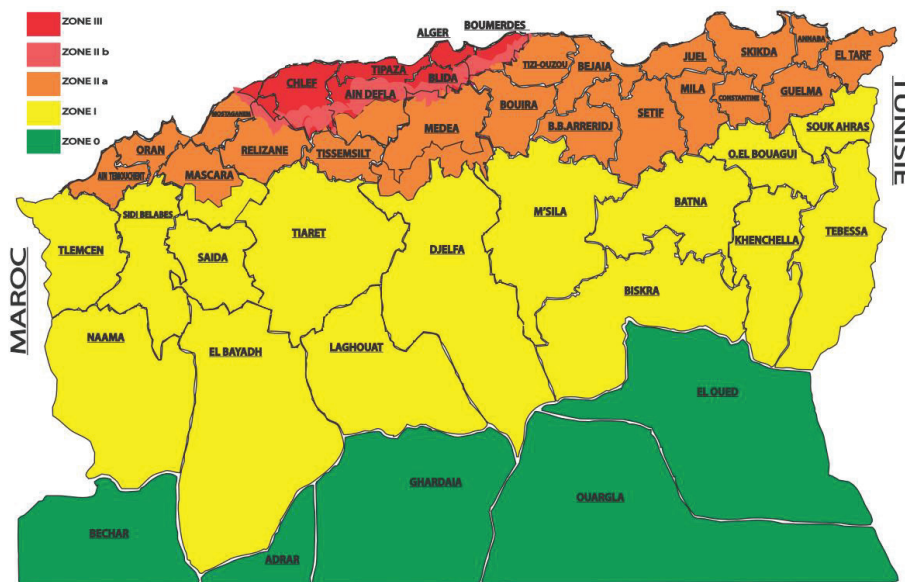 ZONE III
ZONE II b
ZONE II a
ZONE I
ZONE 0
BOUMERDES
ALGER
ANNABA
SKIKDA
JIJEL
EL TARF
TIZI-OUZOU
BEJAIA
TIPAZA
BLIDA
CHLEF
AIN DEFLA
MILA
CONSTANTINE
GUELMA
SETIF
BOUIRA
MOSTAGANEM
MEDEA
B.B.ARRERIDJ
SOUK AHRAS
TUNISIE
ORAN
RELIZANE
TISSEMSILT
O.EL BOUAGUI
AIN TEMOUCHENT
MASCARA
M'SILA
BATNA
SIDI BELABES
TIARET
TEBESSA
KHENCHELLA
TLEMCEN
SAIDA
DJELFA
MAROC
BISKRA
NAAMA
EL BAYADH
LAGHOUAT
EL OUED
GHARDAIA
OUARGLA
BECHAR
ADRAR